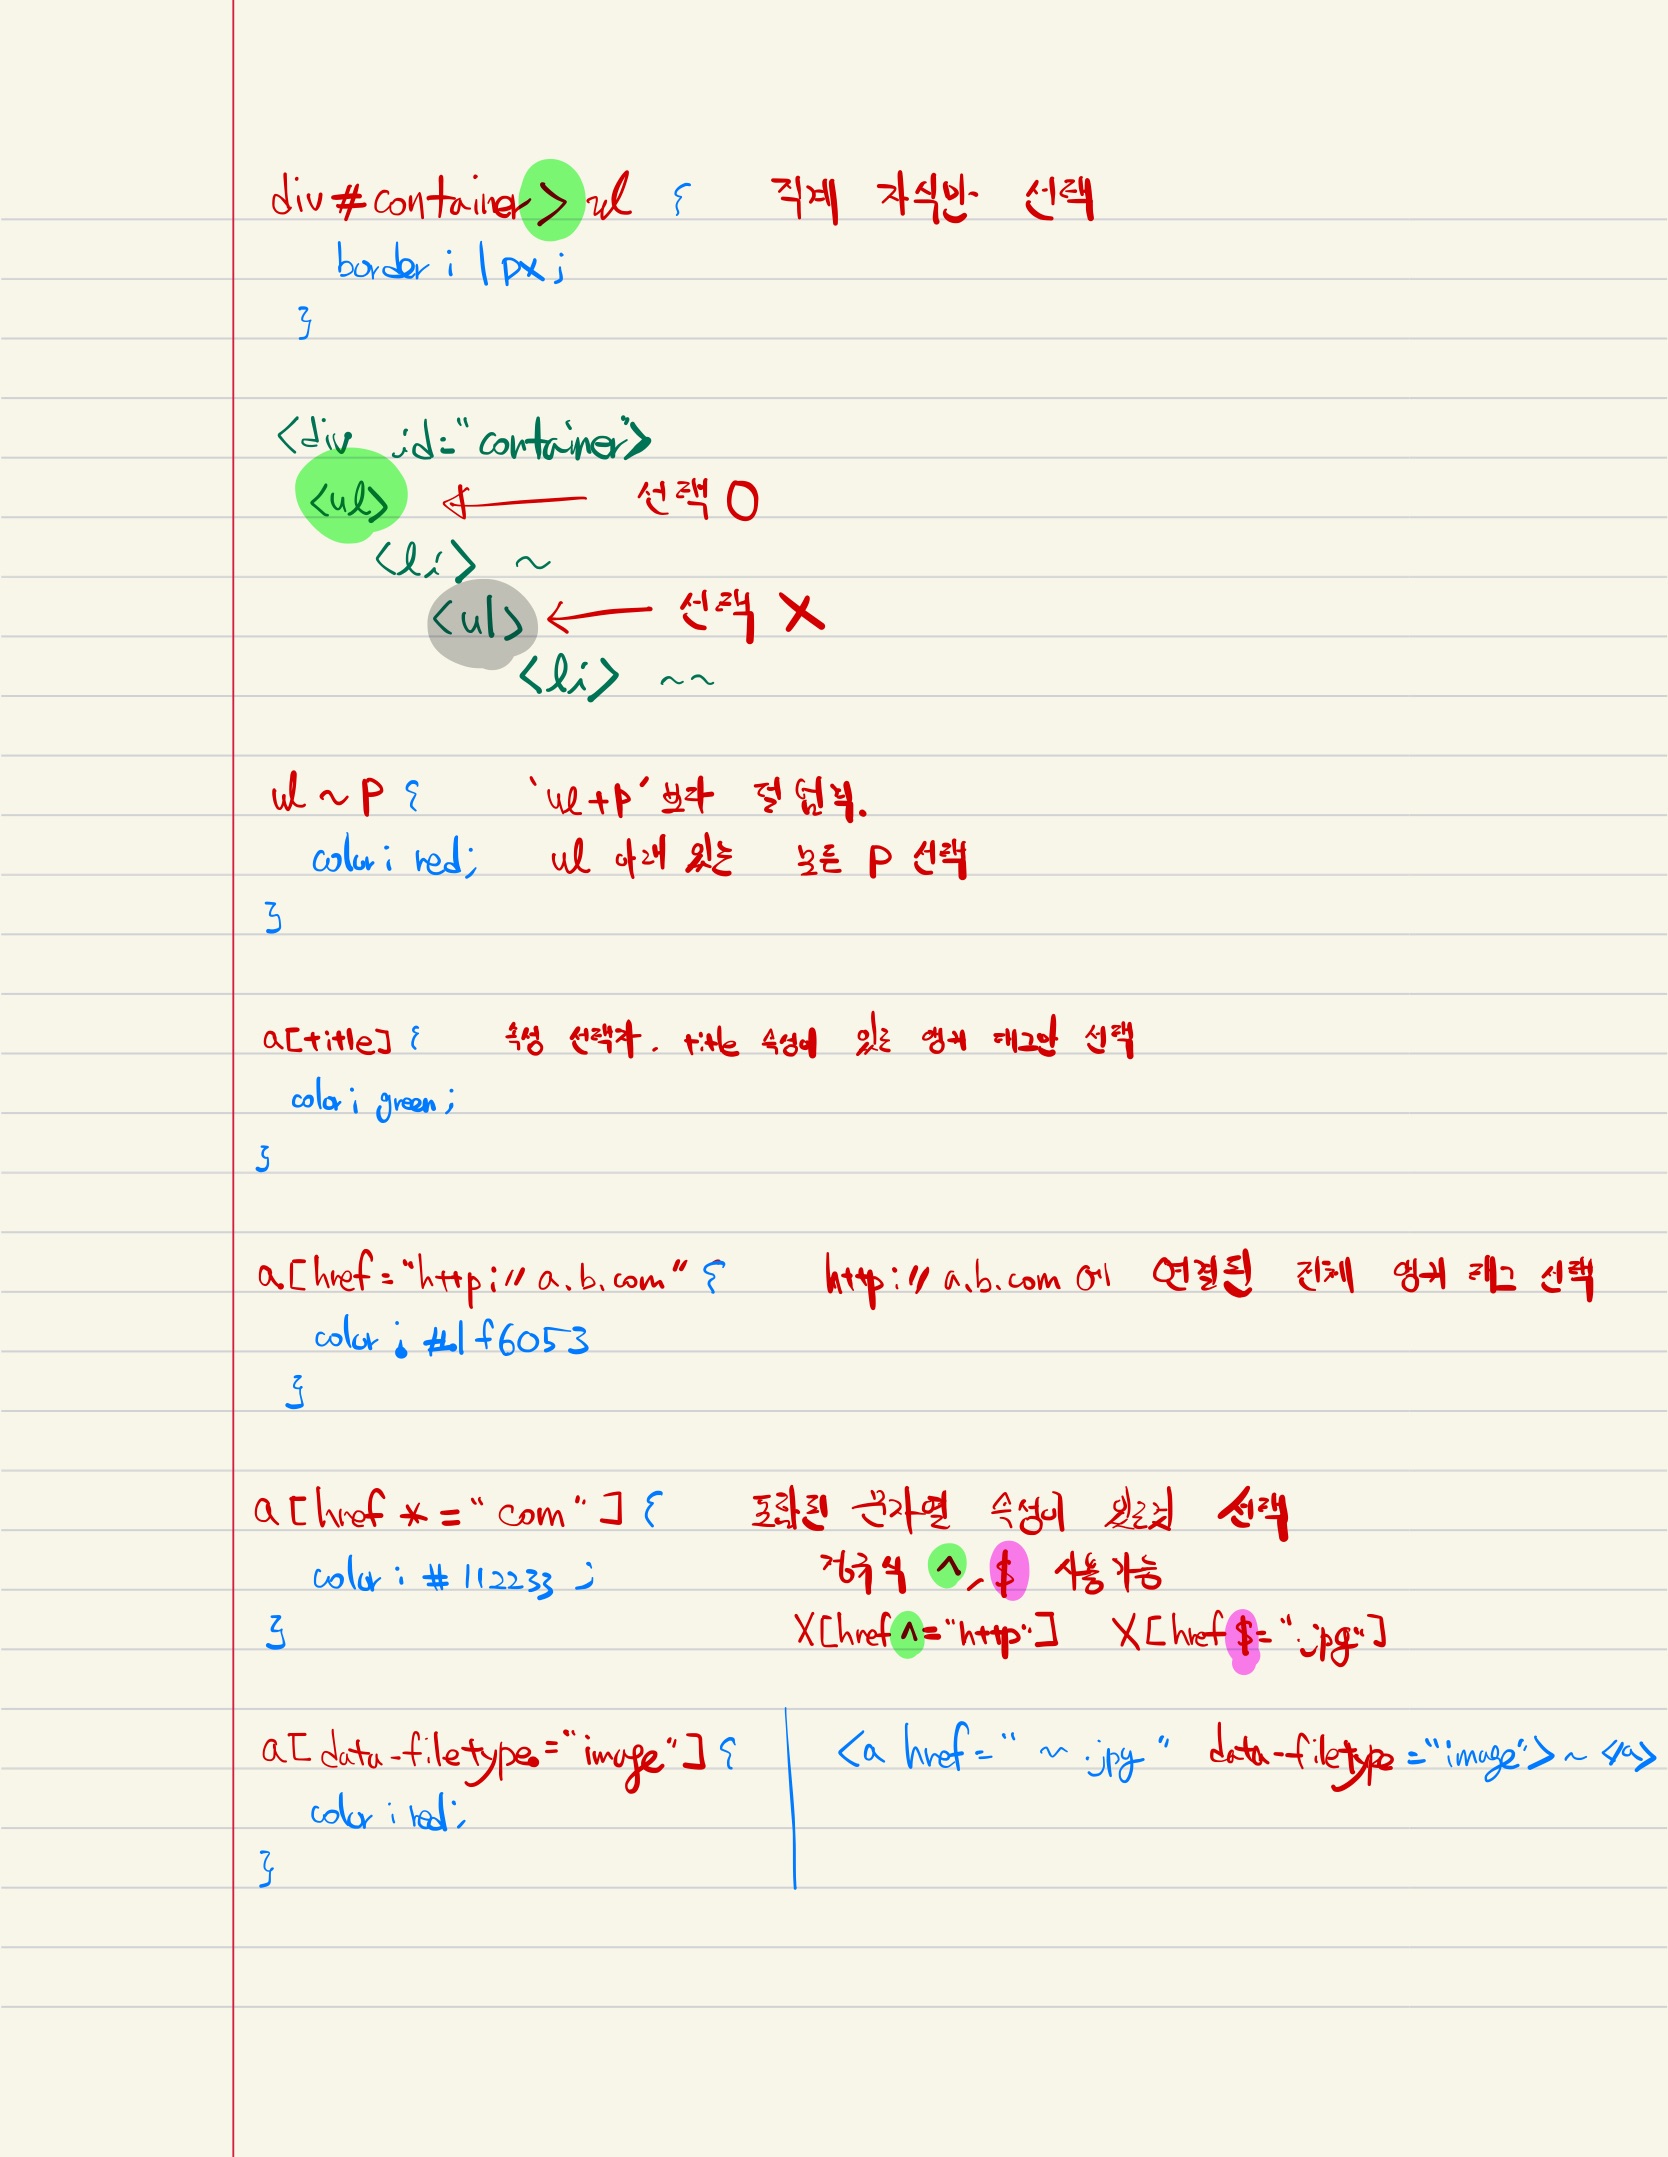 div#container > ul {   직계 자식만 선택
border : 1px ;
}
<div id="container">
<ul> ← 선택 O
<li> ~
<ul> ← 선택 X
<li> ~~
ul ~ p {   'ul+p'보다 덜 엄격.
color : red;   ul 아래 있는 모든 P 선택
}
a[title] {   속성 선택자. title 속성이 있는 앵커 태그만 선택
color : green ;
}
a[href="http://a.b.com" {   http://a.b.com 에 연결된 전체 앵커 태그 선택
color : #1f6053
}
a[href *= "com"] {   포함된 문자열 속성이 있는것 선택
color : #112233 ;   정규식 ^, $ 사용 가능
}   X[href^="http"]   X[href$=".jpg"]
a[data-filetype="image"] {   <a href=" ~.jpg" data-filetype="image">~</a>
color : red;
}